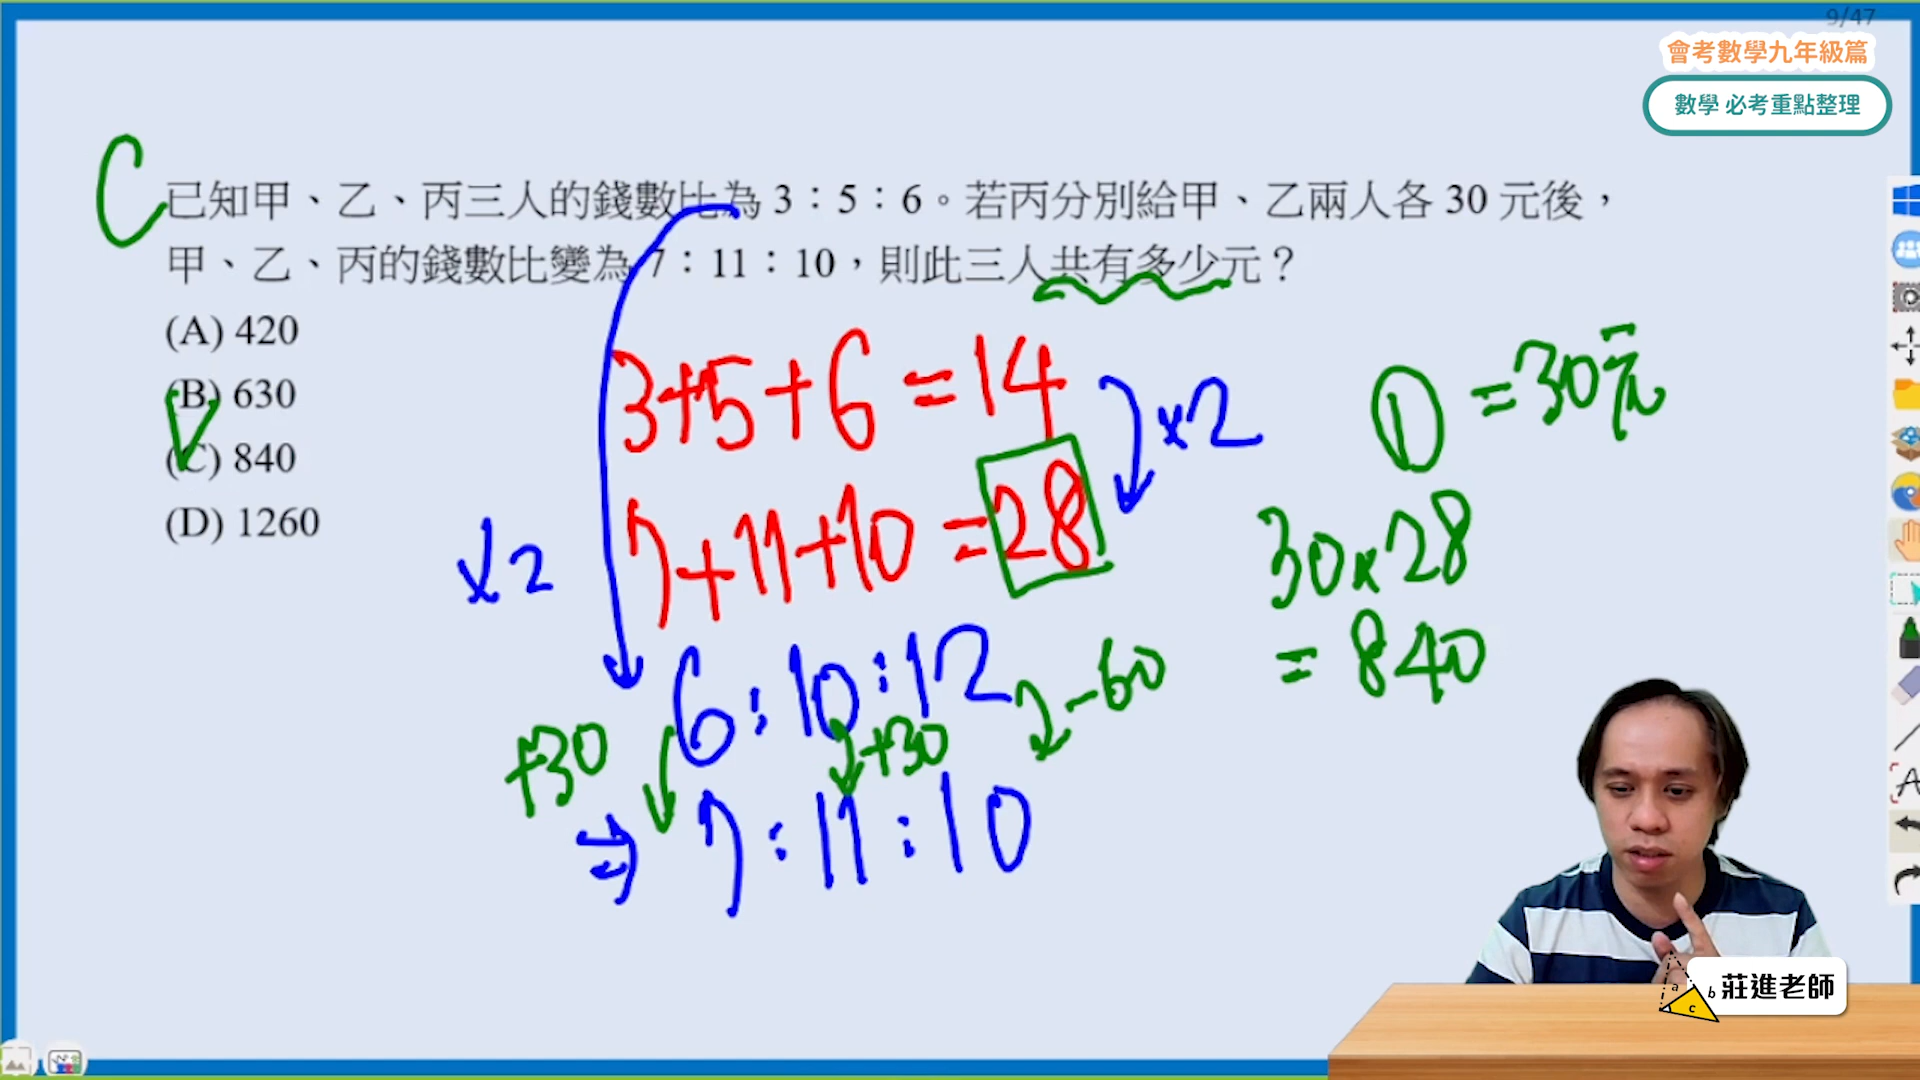 9/47
會考數學九年級篇
數學 必考重點整理
C
已知甲、乙、丙三人的錢數比為 3：5：6。若丙分別給甲、乙兩人各 30 元後，
甲、乙、丙的錢數比變為 7：11：10，則此三人共有多少元？
(A) 420
(B) 630
(C) 840
(D) 1260
3+5+6=14
×2
7+11+10=28
×2
6:10:12
+30
+30
-60
⇒ 7:11:10
① =30元
30×28
=840
莊進老師
a
b
c